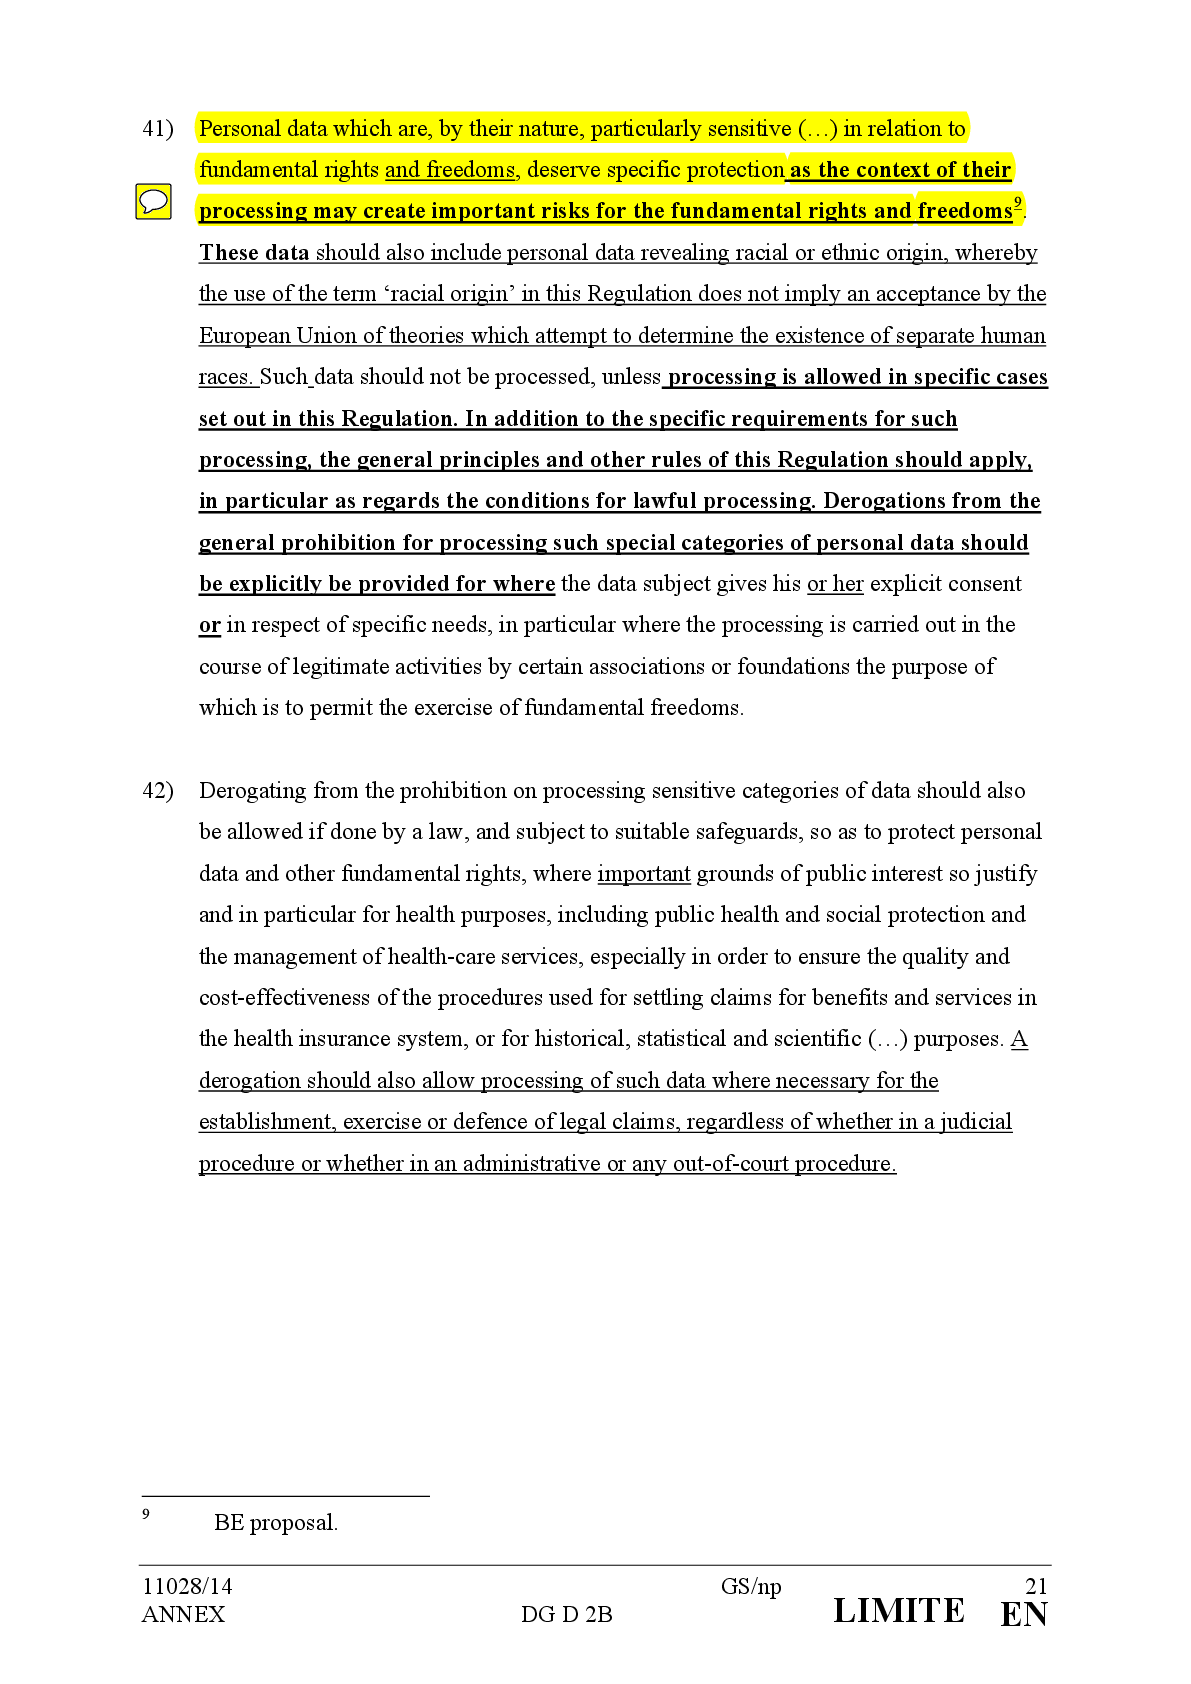 41) Personal data which are, by their nature, particularly sensitive (…) in relation to
fundamental rights and freedoms, deserve specific protection as the context of their
processing may create important risks for the fundamental rights and freedoms9.
These data should also include personal data revealing racial or ethnic origin, whereby
the use of the term ‘racial origin’ in this Regulation does not imply an acceptance by the
European Union of theories which attempt to determine the existence of separate human
races. Such data should not be processed, unless processing is allowed in specific cases
set out in this Regulation. In addition to the specific requirements for such
processing, the general principles and other rules of this Regulation should apply,
in particular as regards the conditions for lawful processing. Derogations from the
general prohibition for processing such special categories of personal data should
be explicitly be provided for where the data subject gives his or her explicit consent
or in respect of specific needs, in particular where the processing is carried out in the
course of legitimate activities by certain associations or foundations the purpose of
which is to permit the exercise of fundamental freedoms.
42) Derogating from the prohibition on processing sensitive categories of data should also
be allowed if done by a law, and subject to suitable safeguards, so as to protect personal
data and other fundamental rights, where important grounds of public interest so justify
and in particular for health purposes, including public health and social protection and
the management of health-care services, especially in order to ensure the quality and
cost-effectiveness of the procedures used for settling claims for benefits and services in
the health insurance system, or for historical, statistical and scientific (…) purposes. A
derogation should also allow processing of such data where necessary for the
establishment, exercise or defence of legal claims, regardless of whether in a judicial
procedure or whether in an administrative or any out-of-court procedure.
9 BE proposal.
11028/14 GS/np 21
ANNEX DG D 2B LIMITE EN